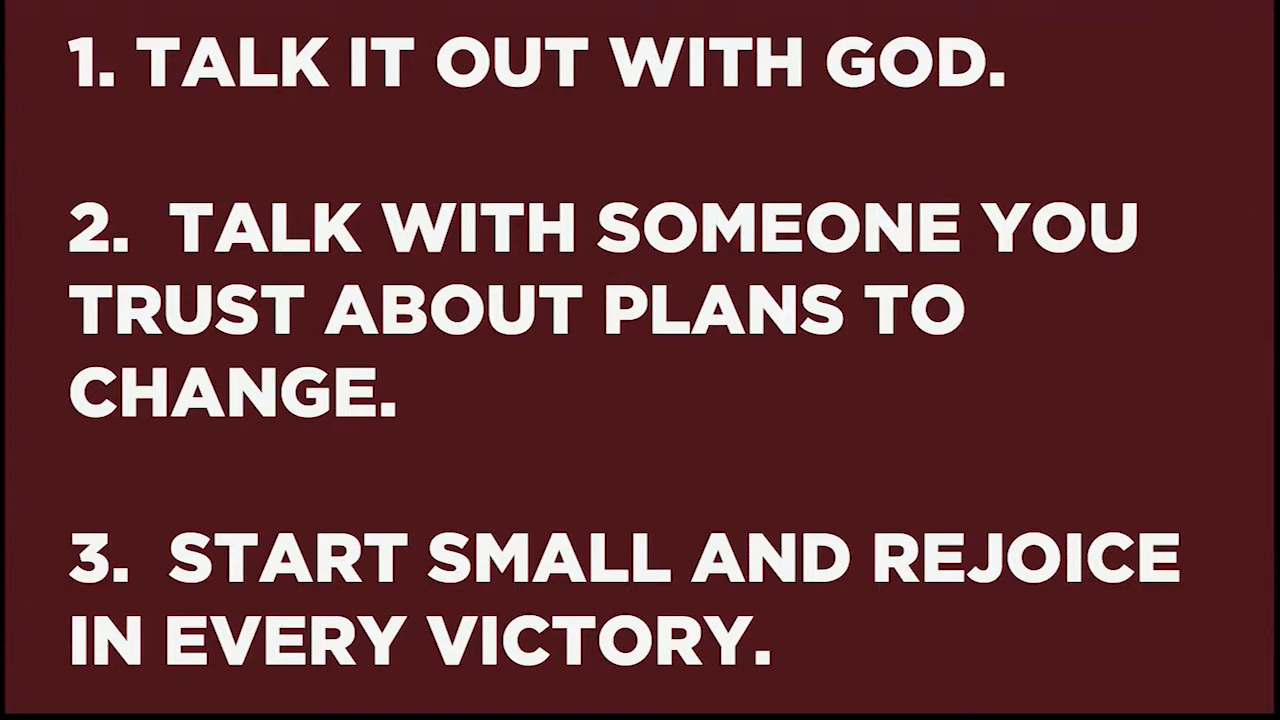 1. TALK IT OUT WITH GOD.
2.  TALK WITH SOMEONE YOU
TRUST ABOUT PLANS TO
CHANGE.
3.  START SMALL AND REJOICE
IN EVERY VICTORY.